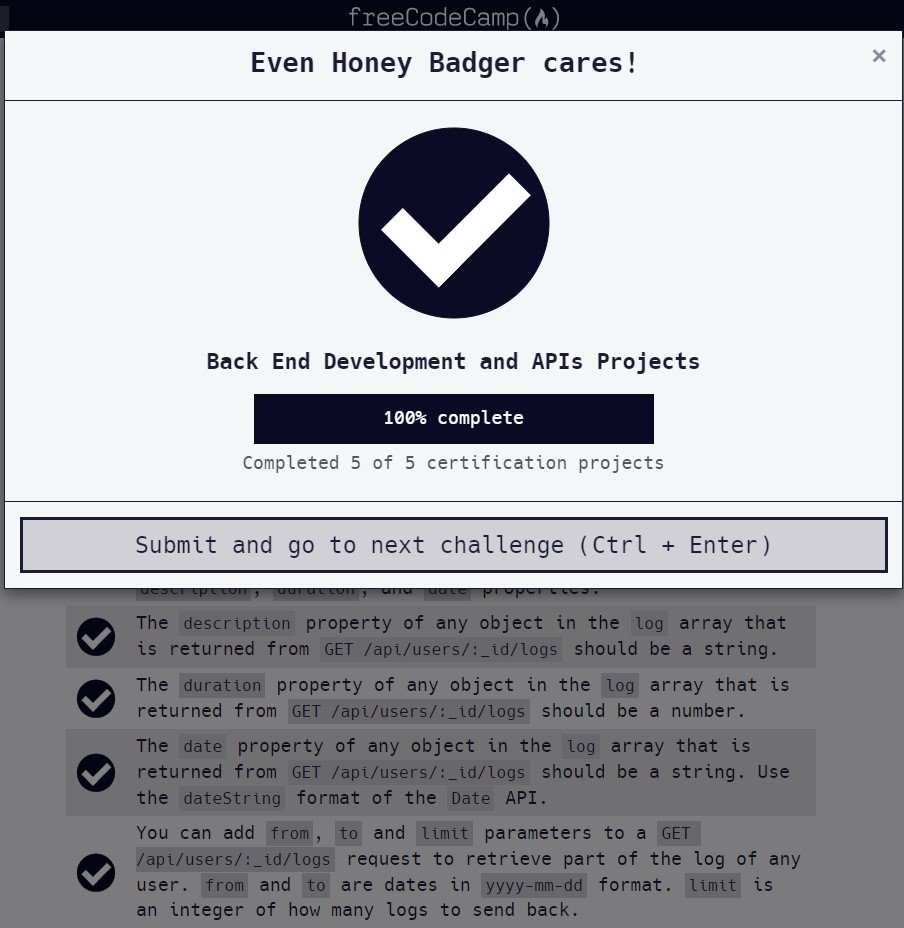 freeCodeCamp
Even Honey Badger cares!
×
Back End Development and APIs Projects
100% complete
Completed 5 of 5 certification projects
Submit and go to next challenge (Ctrl + Enter)
description, duration, and date properties.
The description property of any object in the log array that
is returned from GET /api/users/:_id/logs should be a string.
The duration property of any object in the log array that is
returned from GET /api/users/:_id/logs should be a number.
The date property of any object in the log array that is
returned from GET /api/users/:_id/logs should be a string. Use
the dateString format of the Date API.
You can add from, to and limit parameters to a GET
/api/users/:_id/logs request to retrieve part of the log of any
user. from and to are dates in yyyy-mm-dd format. limit is
an integer of how many logs to send back.